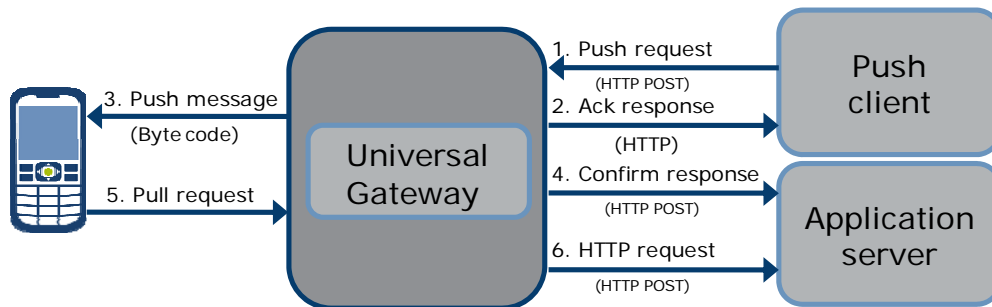 1. Push request
(HTTP POST)
Push
client
3. Push message
(Byte code)
2. Ack response
(HTTP)
Universal
Gateway
4. Confirm response
(HTTP POST)
5. Pull request
Application
server
6. HTTP request
(HTTP POST)